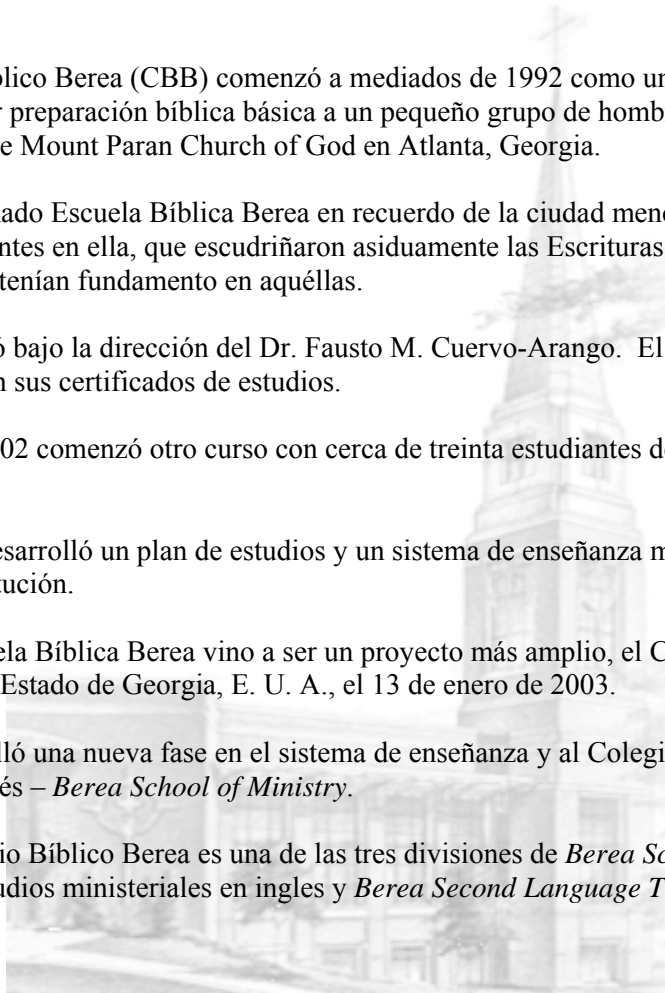 blico Berea (CBB) comenzó a mediados de 1992 como un
r preparación bíblica básica a un pequeño grupo de homb
e Mount Paran Church of God en Atlanta, Georgia.
ado Escuela Bíblica Berea en recuerdo de la ciudad menc
ntes en ella, que escudriñaron asiduamente las Escrituras
tenían fundamento en aquéllas.
ó bajo la dirección del Dr. Fausto M. Cuervo-Arango. El
n sus certificados de estudios.
02 comenzó otro curso con cerca de treinta estudiantes de
esarrolló un plan de estudios y un sistema de enseñanza m
tución.
ela Bíblica Berea vino a ser un proyecto más amplio, el C
Estado de Georgia, E. U. A., el 13 de enero de 2003.
lló una nueva fase en el sistema de enseñanza y al Colegi
és – Berea School of Ministry.
io Bíblico Berea es una de las tres divisiones de Berea Sc
udios ministeriales en ingles y Berea Second Language T